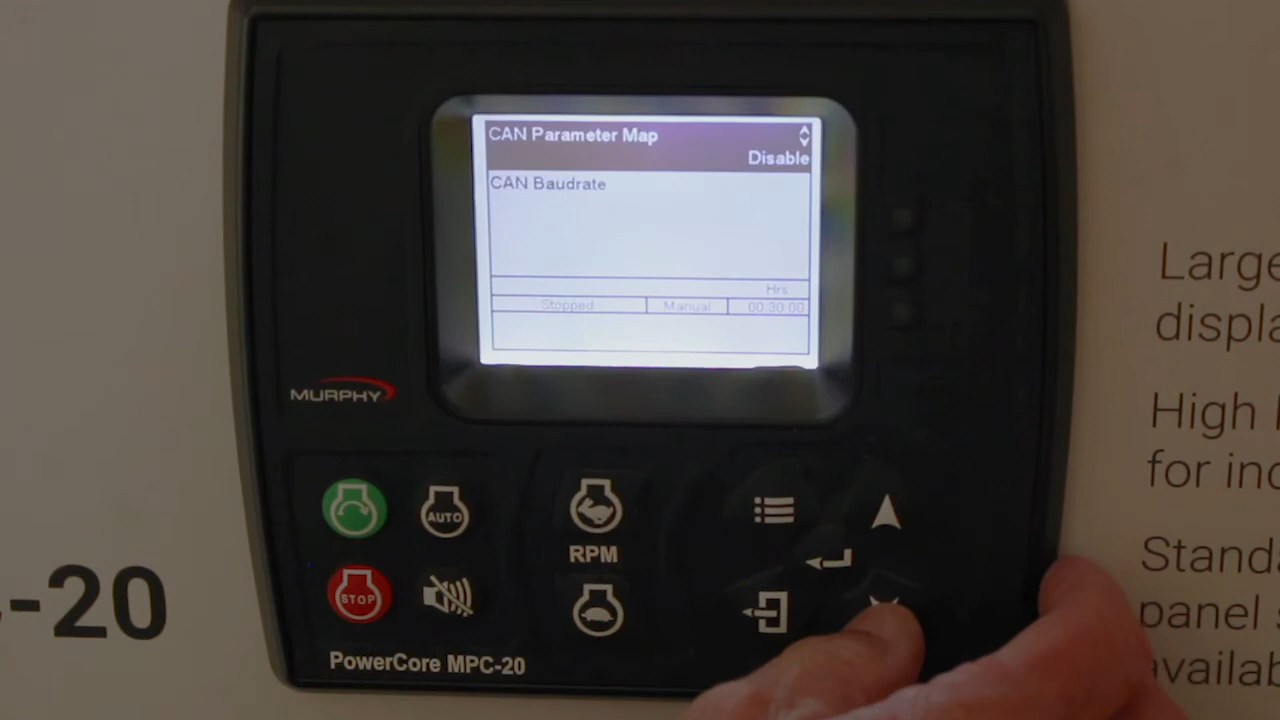 CAN Parameter Map
Disable
CAN Baudrate
Hrs
Stopped Manual 00:30:00
MURPHY
AUTO
RPM
STOP
PowerCore MPC-20
-20
Large
displa
High
for ind
Standa
panel
availab